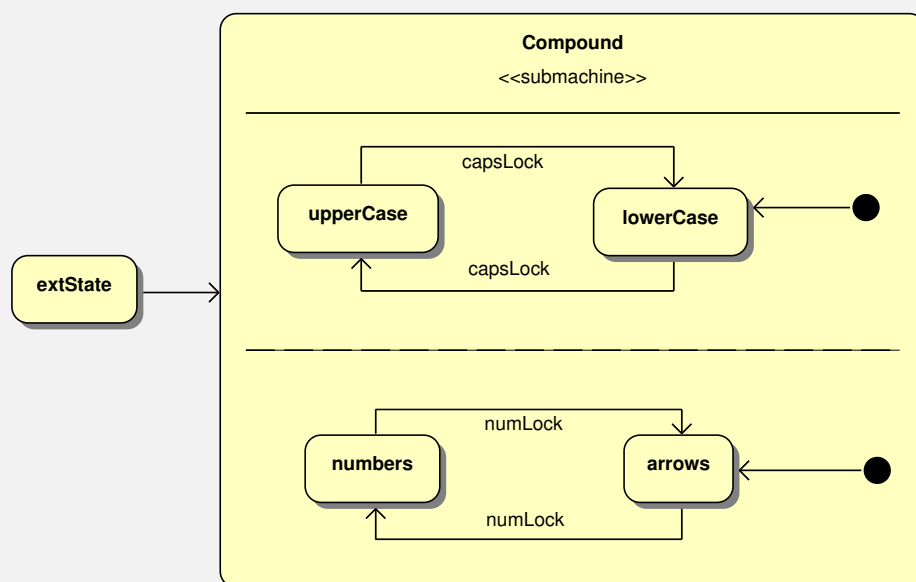 Compound
<<submachine>>
capsLock
upperCase
lowerCase
capsLock
extState
numLock
numbers
arrows
numLock